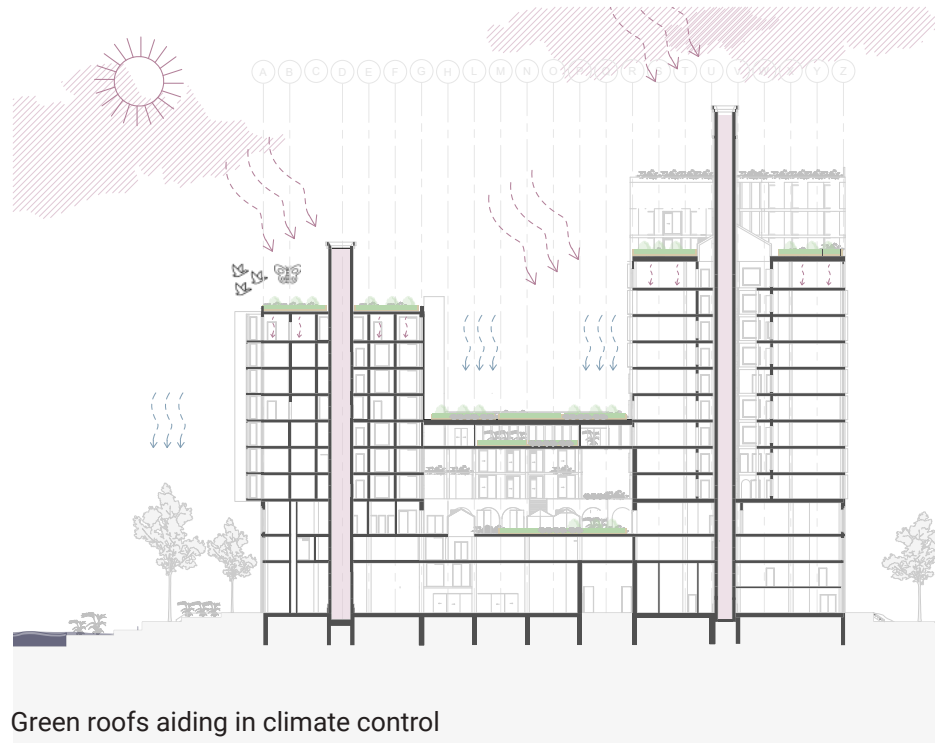 A B C D E F G H I J K L M N O P Q R S T U V W X Y Z
Green roofs aiding in climate control